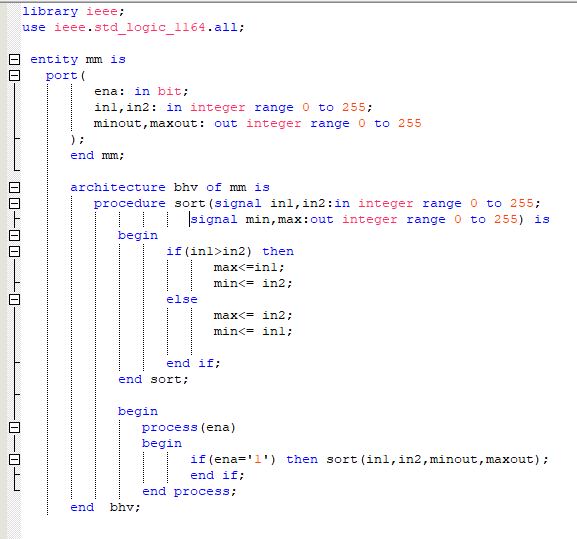 library ieee;
use ieee.std_logic_1164.all;
entity mm is
port(
ena: in bit;
in1,in2: in integer range 0 to 255;
minout,maxout: out integer range 0 to 255
);
end mm;
architecture bhv of mm is
procedure sort(signal in1,in2:in integer range 0 to 255;
signal min,max:out integer range 0 to 255) is
begin
if(in1>in2) then
max<=in1;
min<= in2;
else
max<= in2;
min<= in1;
end if;
end sort;
begin
process(ena)
begin
if(ena='1') then sort(in1,in2,minout,maxout);
end if;
end process;
end  bhv;